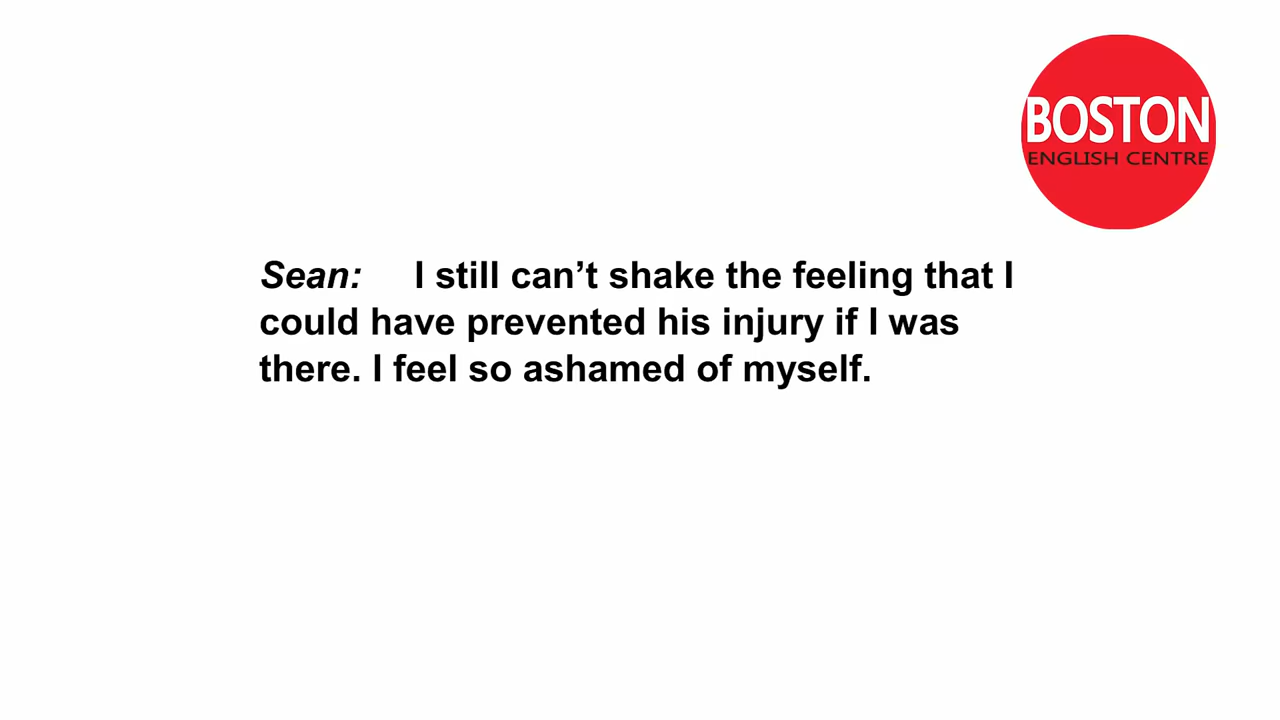 BOSTON
ENGLISH CENTRE
Sean: I still can’t shake the feeling that I
could have prevented his injury if I was
there. I feel so ashamed of myself.